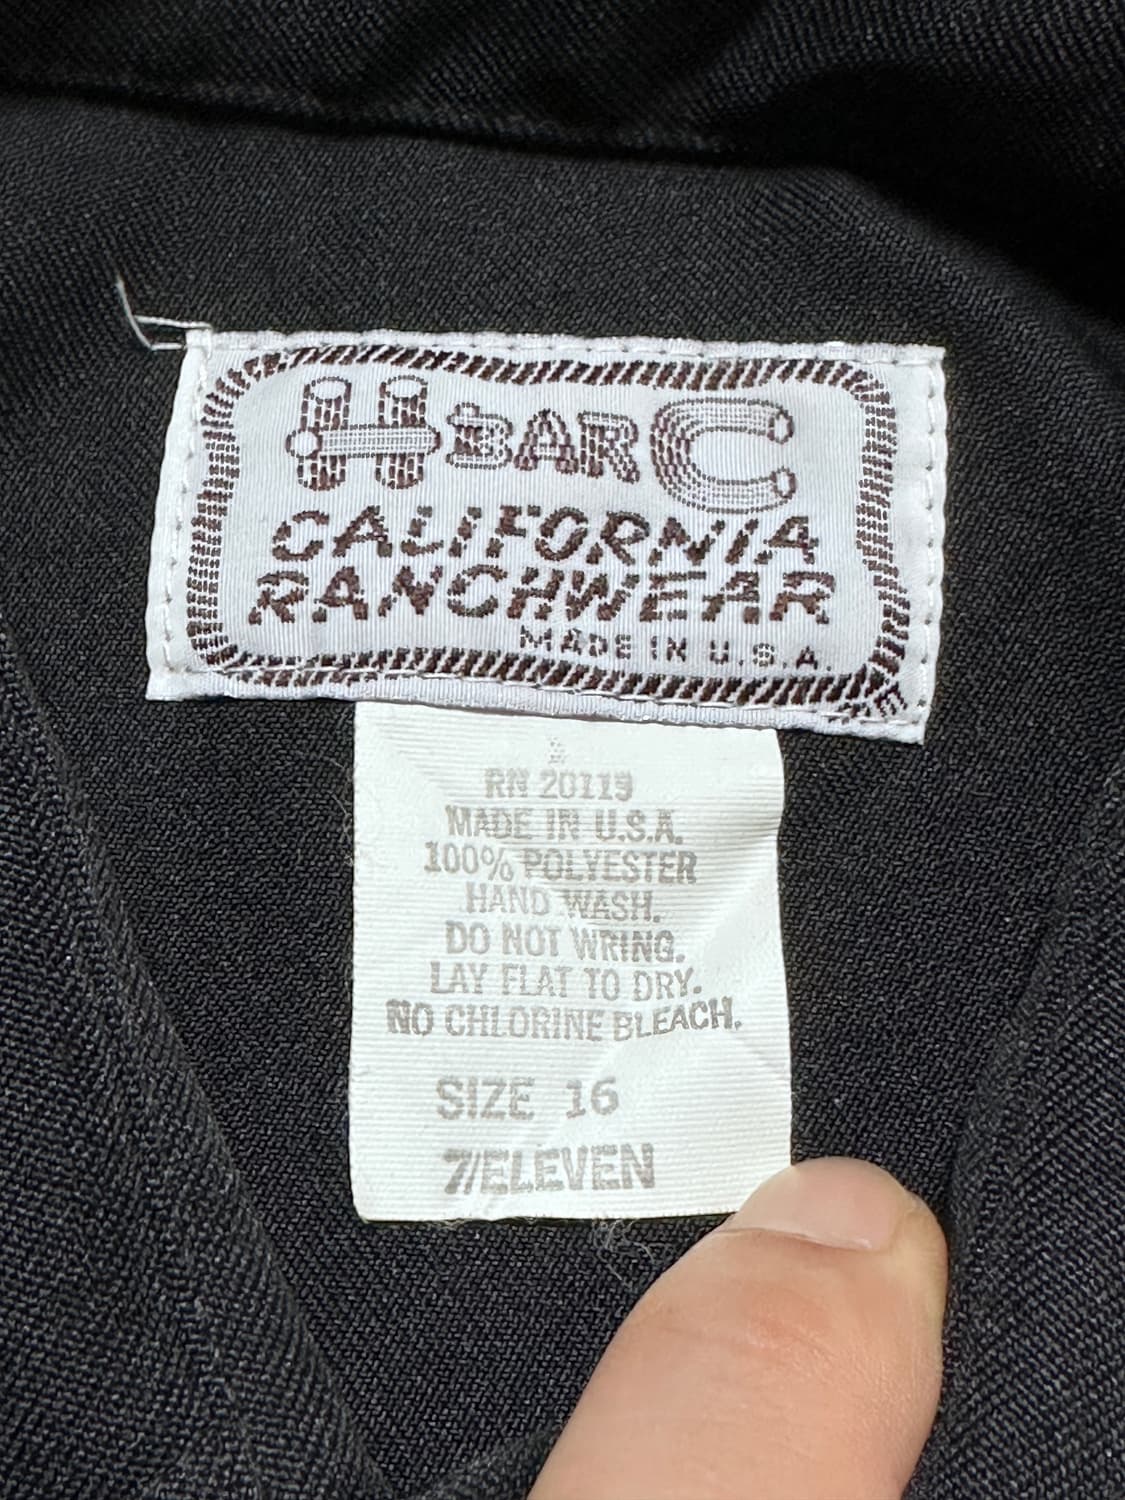 H BAR C
CALIFORNIA
RANCHWEAR
MADE IN U.S.A.
RN 20119
MADE IN U.S.A.
100% POLYESTER
HAND WASH.
DO NOT WRING.
LAY FLAT TO DRY.
NO CHLORINE BLEACH.
SIZE 16
7/ELEVEN